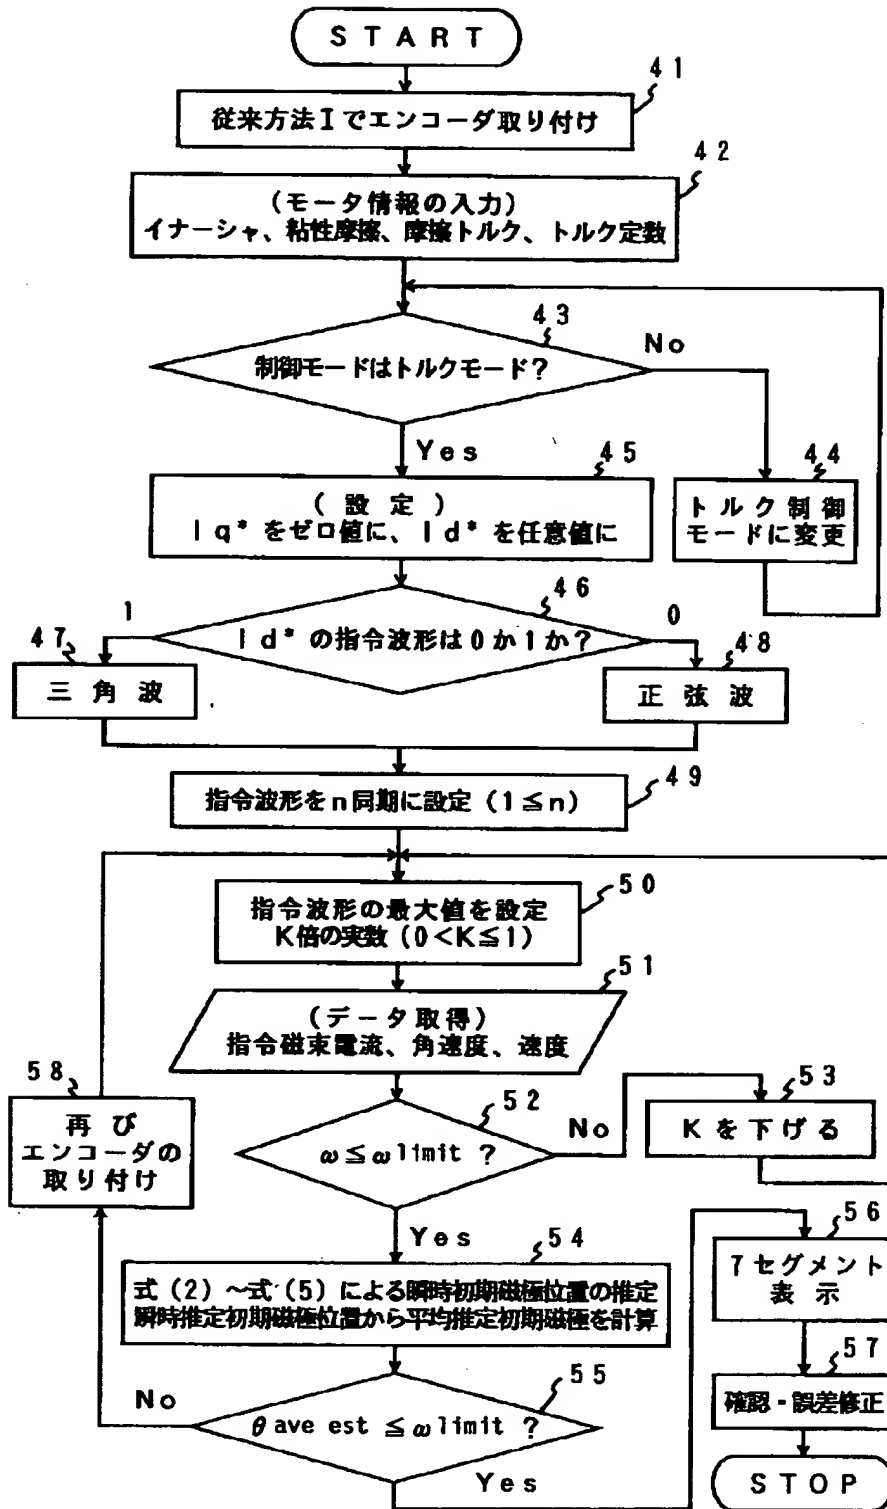 START
41
従来方法Ⅰでエンコーダ取り付け
42
(モータ情報の入力)
イナーシャ、粘性摩擦、摩擦トルク、トルク定数
43
制御モードはトルクモード?
No
Yes
44
トルク制御
モードに変更
45
(設定)
Iq*をゼロ値に、Id*を任意値に
46
Id*の指令波形は0か1か?
1
0
47
三角波
48
正弦波
49
指令波形をn同期に設定(1≦n)
50
指令波形の最大値を設定
K倍の実数(0<K≦1)
51
(データ取得)
指令磁束電流、角速度、速度
52
ω≦ωlimit ?
No
53
Kを下げる
Yes
54
式(2)~式(5)による瞬時初期磁極位置の推定
瞬時推定初期磁極位置から平均推定初期磁極を計算
55
θave est ≦ωlimit ?
No
Yes
58
再び
エンコーダの
取り付け
56
7セグメント
表示
57
確認・誤差修正
STOP